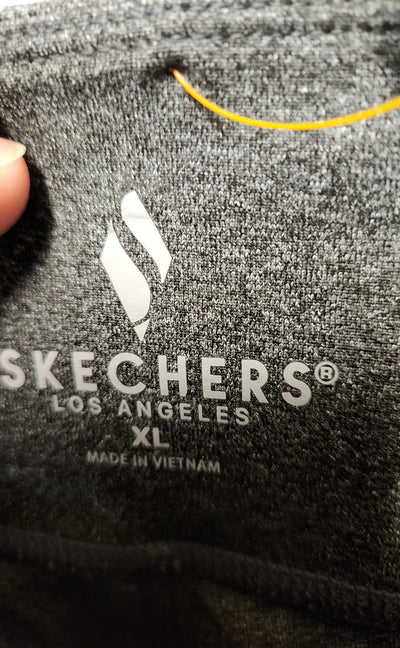 SKECHERS®
LOS ANGELES
XL
MADE IN VIETNAM